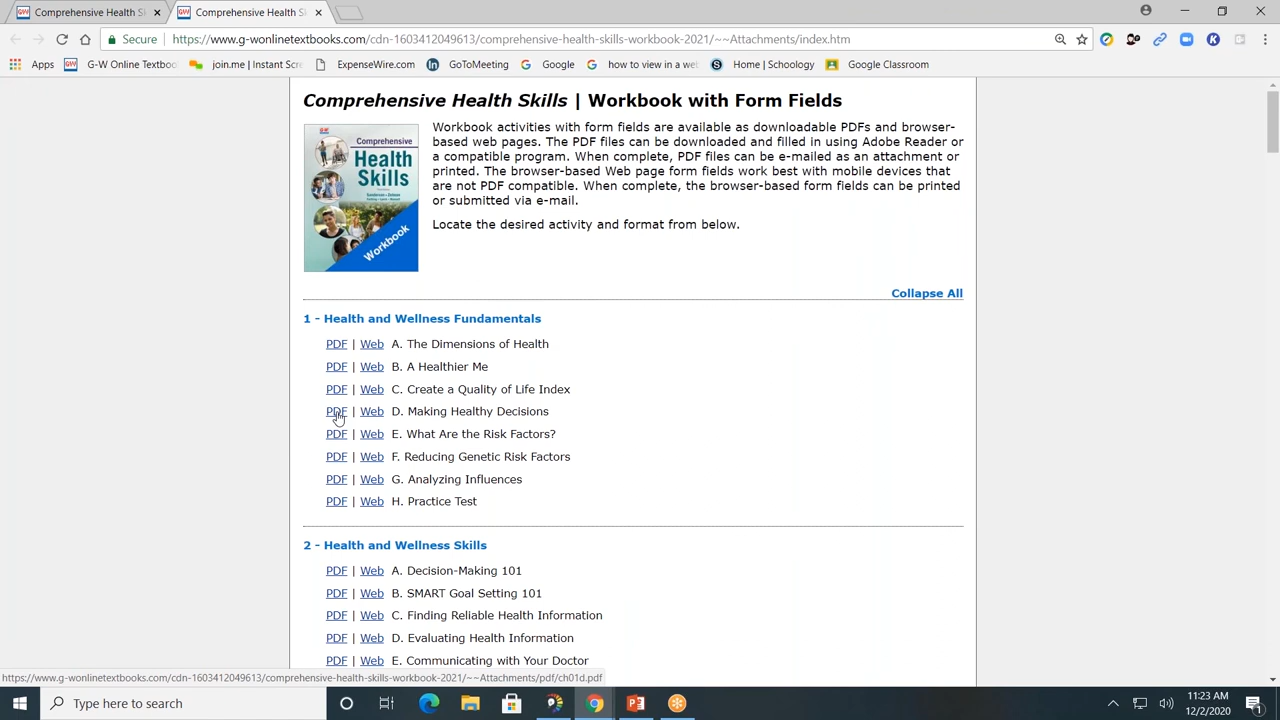 Comprehensive Health Sk
Comprehensive Health Sk
Secure
https://www.g-wonlinetextbooks.com/cdn-1603412049613/comprehensive-health-skills-workbook-2021/~~Attachments/index.htm
Apps
G-W Online Textboo
join.me | Instant Scre
ExpenseWire.com
GoToMeeting
Google
how to view in a we
Home | Schoology
Google Classroom
Comprehensive Health Skills | Workbook with Form Fields
Comprehensive
Health
Skills
Workbook
Workbook activities with form fields are available as downloadable PDFs and browser-
based web pages. The PDF files can be downloaded and filled in using Adobe Reader or
a compatible program. When complete, PDF files can be e-mailed as an attachment or
printed. The browser-based Web page form fields work best with mobile devices that
are not PDF compatible. When complete, the browser-based form fields can be printed
or submitted via e-mail.
Locate the desired activity and format from below.
Collapse All
1 - Health and Wellness Fundamentals
PDF | Web A. The Dimensions of Health
PDF | Web B. A Healthier Me
PDF | Web C. Create a Quality of Life Index
PDF | Web D. Making Healthy Decisions
PDF | Web E. What Are the Risk Factors?
PDF | Web F. Reducing Genetic Risk Factors
PDF | Web G. Analyzing Influences
PDF | Web H. Practice Test
2 - Health and Wellness Skills
PDF | Web A. Decision-Making 101
PDF | Web B. SMART Goal Setting 101
PDF | Web C. Finding Reliable Health Information
PDF | Web D. Evaluating Health Information
PDF | Web E. Communicating with Your Doctor
https://www.g-wonlinetextbooks.com/cdn-1603412049613/comprehensive-health-skills-workbook-2021/~~Attachments/pdf/ch01d.pdf
Type here to search
11:23 AM
12/2/2020